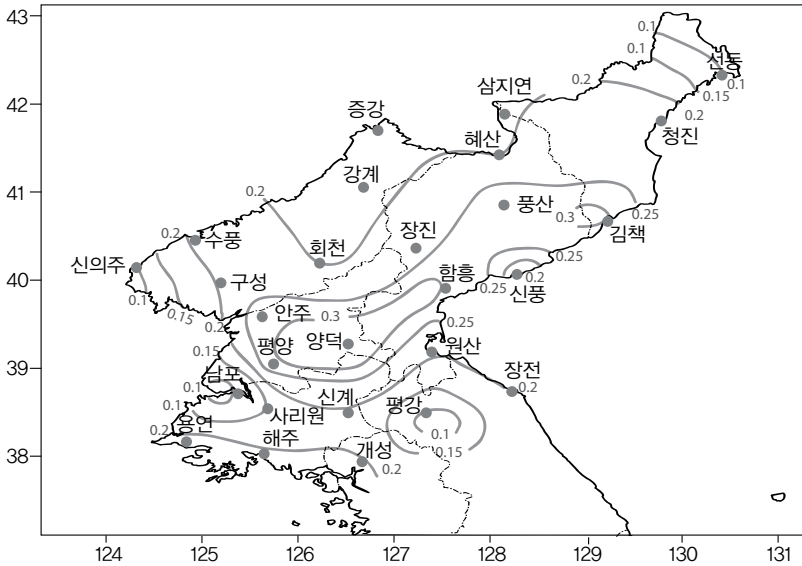 43
42
41
40
39
38
124
125
126
127
128
129
130
131
0.1
0.1
선동
0.1
0.15
0.2
0.2
청진
삼지연
증강
혜산
강계
0.2
풍산
0.25
0.3
김책
장진
회천
0.2
수풍
신의주
구성
0.1
0.15
0.2
0.25
0.2
0.25
신풍
함흥
안주
0.3
0.25
평양
양덕
원산
0.15
남포
0.1
0.1
장전
0.2
신계
평강
사리원
용연
0.2
0.1
0.15
해주
개성
0.2